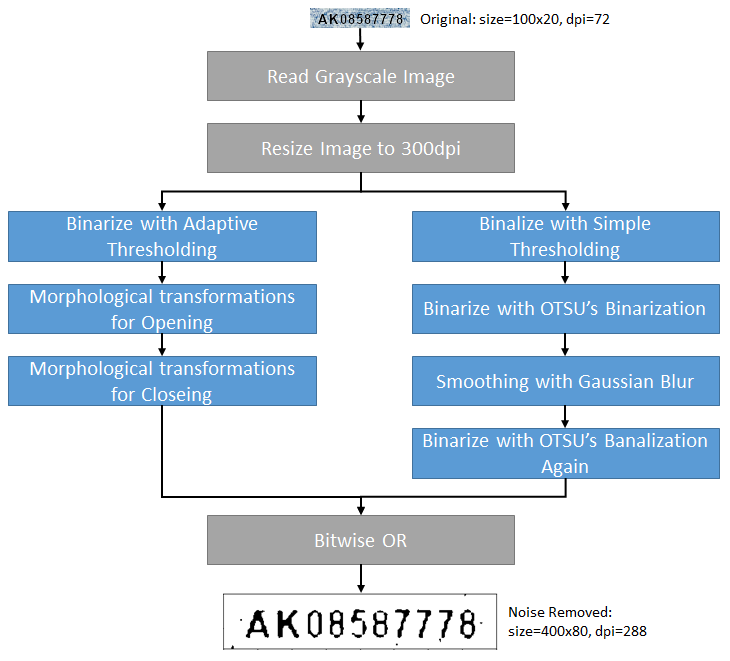 AK08587778 Original: size=100x20, dpi=72
Read Grayscale Image
Resize Image to 300dpi
Binarize with Adaptive
Thresholding
Morphological transformations
for Opening
Morphological transformations
for Closeing
Binalize with Simple
Thresholding
Binarize with OTSU’s Binarization
Smoothing with Gaussian Blur
Binarize with OTSU’s Banalization
Again
Bitwise OR
AK08587778
Noise Removed:
size=400x80, dpi=288